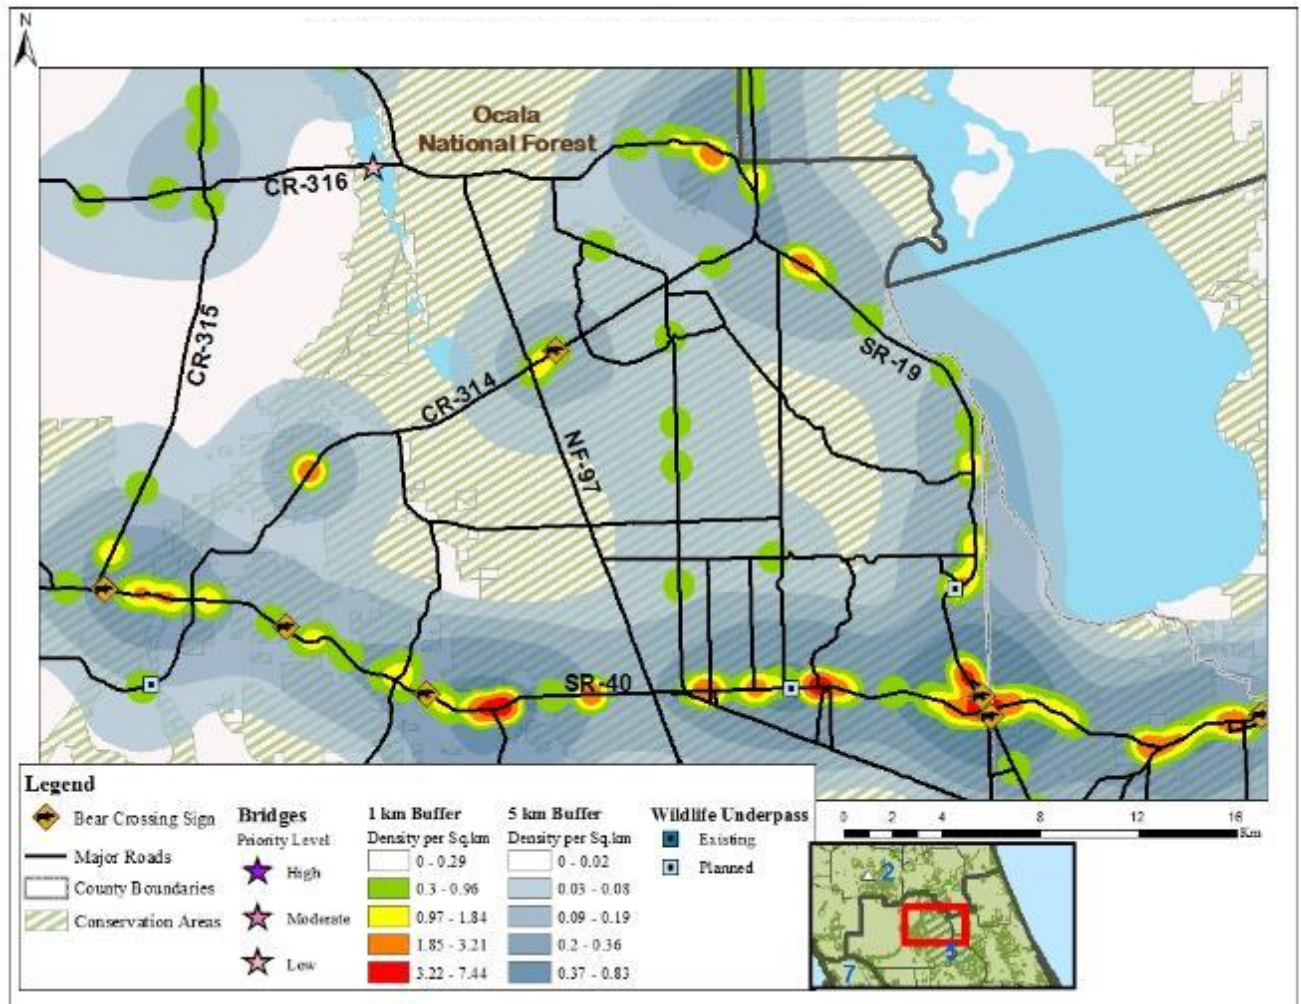 N
Ocala
National Forest
CR-316
CR-315
SR-19
CR-314
NF-97
SR-40
Legend
Bear Crossing Sign
Major Roads
County Boundaries
Conservation Areas
Bridges
Priority Level
High
Moderate
Low
1 km Buffer
Density per Sq.km
0 - 0.29
0.3 - 0.96
0.97 - 1.84
1.85 - 3.21
3.22 - 7.44
5 km Buffer
Density per Sq.km
0 - 0.02
0.03 - 0.08
0.09 - 0.19
0.2 - 0.36
0.37 - 0.83
Wildlife Underpass
Existing
Planned
0 2 4 8 12 16
Km
2
7